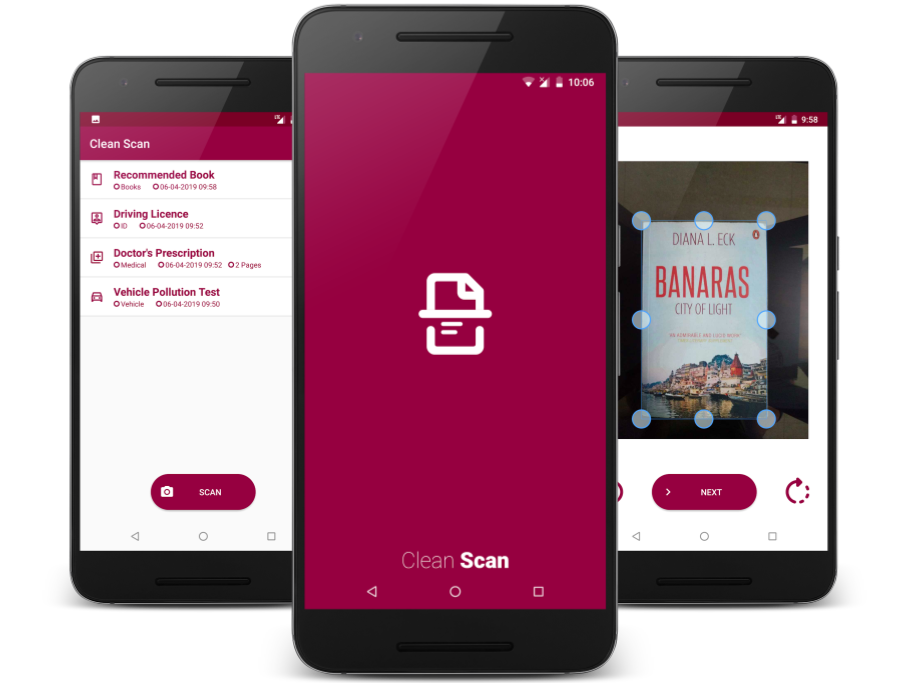 Clean Scan
Recommended Book
Books 06-04-2019 09:58
Driving Licence
ID 06-04-2019 09:52
Doctor's Prescription
Medical 06-04-2019 09:52 2 Pages
Vehicle Pollution Test
Vehicle 06-04-2019 09:50
SCAN
10:06
Clean Scan
9:58
DIANA L. ECK
BANARAS
CITY OF LIGHT
NEXT